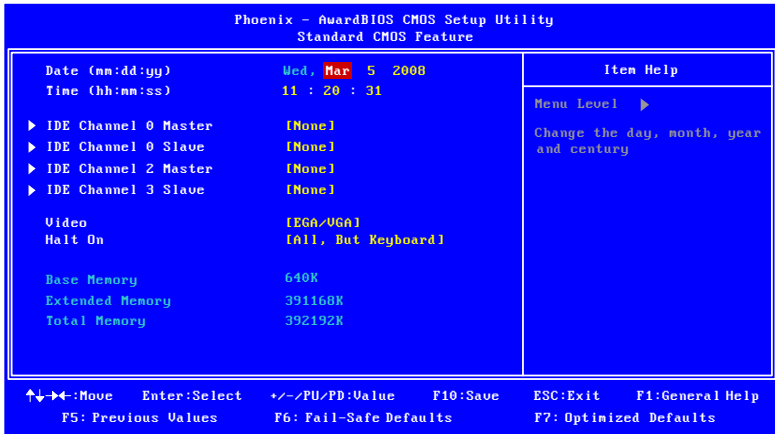 Phoenix - AwardBIOS CMOS Setup Utility
Standard CMOS Feature
Date (mm:dd:yy) Wed, Mar 5 2008
Time (hh:mm:ss) 11 : 20 : 31
IDE Channel 0 Master [None]
IDE Channel 0 Slave [None]
IDE Channel 2 Master [None]
IDE Channel 3 Slave [None]
Video [EGA/VGA]
Halt On [All, But Keyboard]
Base Memory 640K
Extended Memory 391168K
Total Memory 392192K
Item Help
Menu Level
Change the day, month, year
and century
:Move Enter:Select +/-/PU/PD:Value F10:Save ESC:Exit F1:General Help
F5: Previous Values F6: Fail-Safe Defaults F7: Optimized Defaults